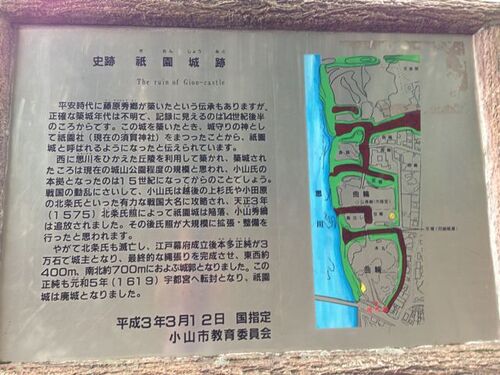 ぎ おん じょう あと
史跡 祇園城跡
The ruin of Gion-castle
平安時代に藤原秀郷が築いたという伝承もありますが、
正確な築城年代は不明で、記録に見えるのは14世紀後半
のころからです。この城を築いたとき、城守りの神とし
て祇園社（現在の須賀神社）をまつったことから、祇園
城と呼ばれるようになったと伝えられています。
西に思川をひかえた丘陵を利用して築かれ、築城され
たころは現在の城山公園程度の規模と思われ、小山氏の
本拠となったのは15世紀になってからのことでしょう。
戦国の動乱にさいして、小山氏は越後の上杉氏や小田原
の北条氏といった有力な戦国大名に攻略され、天正3年
（1575）北条氏照によって祇園城は陥落、小山秀綱
は追放されました。その後氏照が大規模に拡張・整備を
行ったと思われます。
やがて北条氏も滅亡し、江戸幕府成立後本多正純が3
万石で城主となり、最終的な縄張りを完成させ、東西約
400m、南北約700mにおよぶ城郭となりました。この
正純も元和5年（1619）宇都宮へ転封となり、祇園
城は廃城となりました。
平成3年3月12日 国指定
小山市教育委員会
思
川
曲輪
曲輪